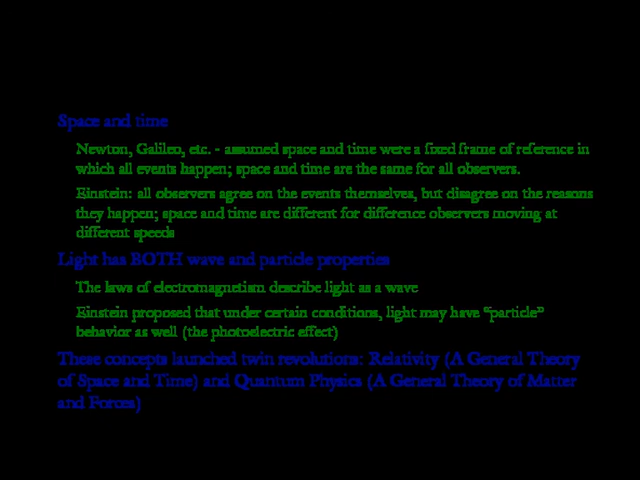 Space and time
Newton, Galileo, etc. - assumed space and time were a fixed frame of reference in
which all events happen; space and time are the same for all observers.
Einstein: all observers agree on the events themselves, but disagree on the reasons
they happen; space and time are different for difference observers moving at
different speeds
Light has BOTH wave and particle properties
The laws of electromagnetism describe light as a wave
Einstein proposed that under certain conditions, light may have “particle”
behavior as well (the photoelectric effect)
These concepts launched twin revolutions: Relativity (A General Theory
of Space and Time) and Quantum Physics (A General Theory of Matter
and Forces)